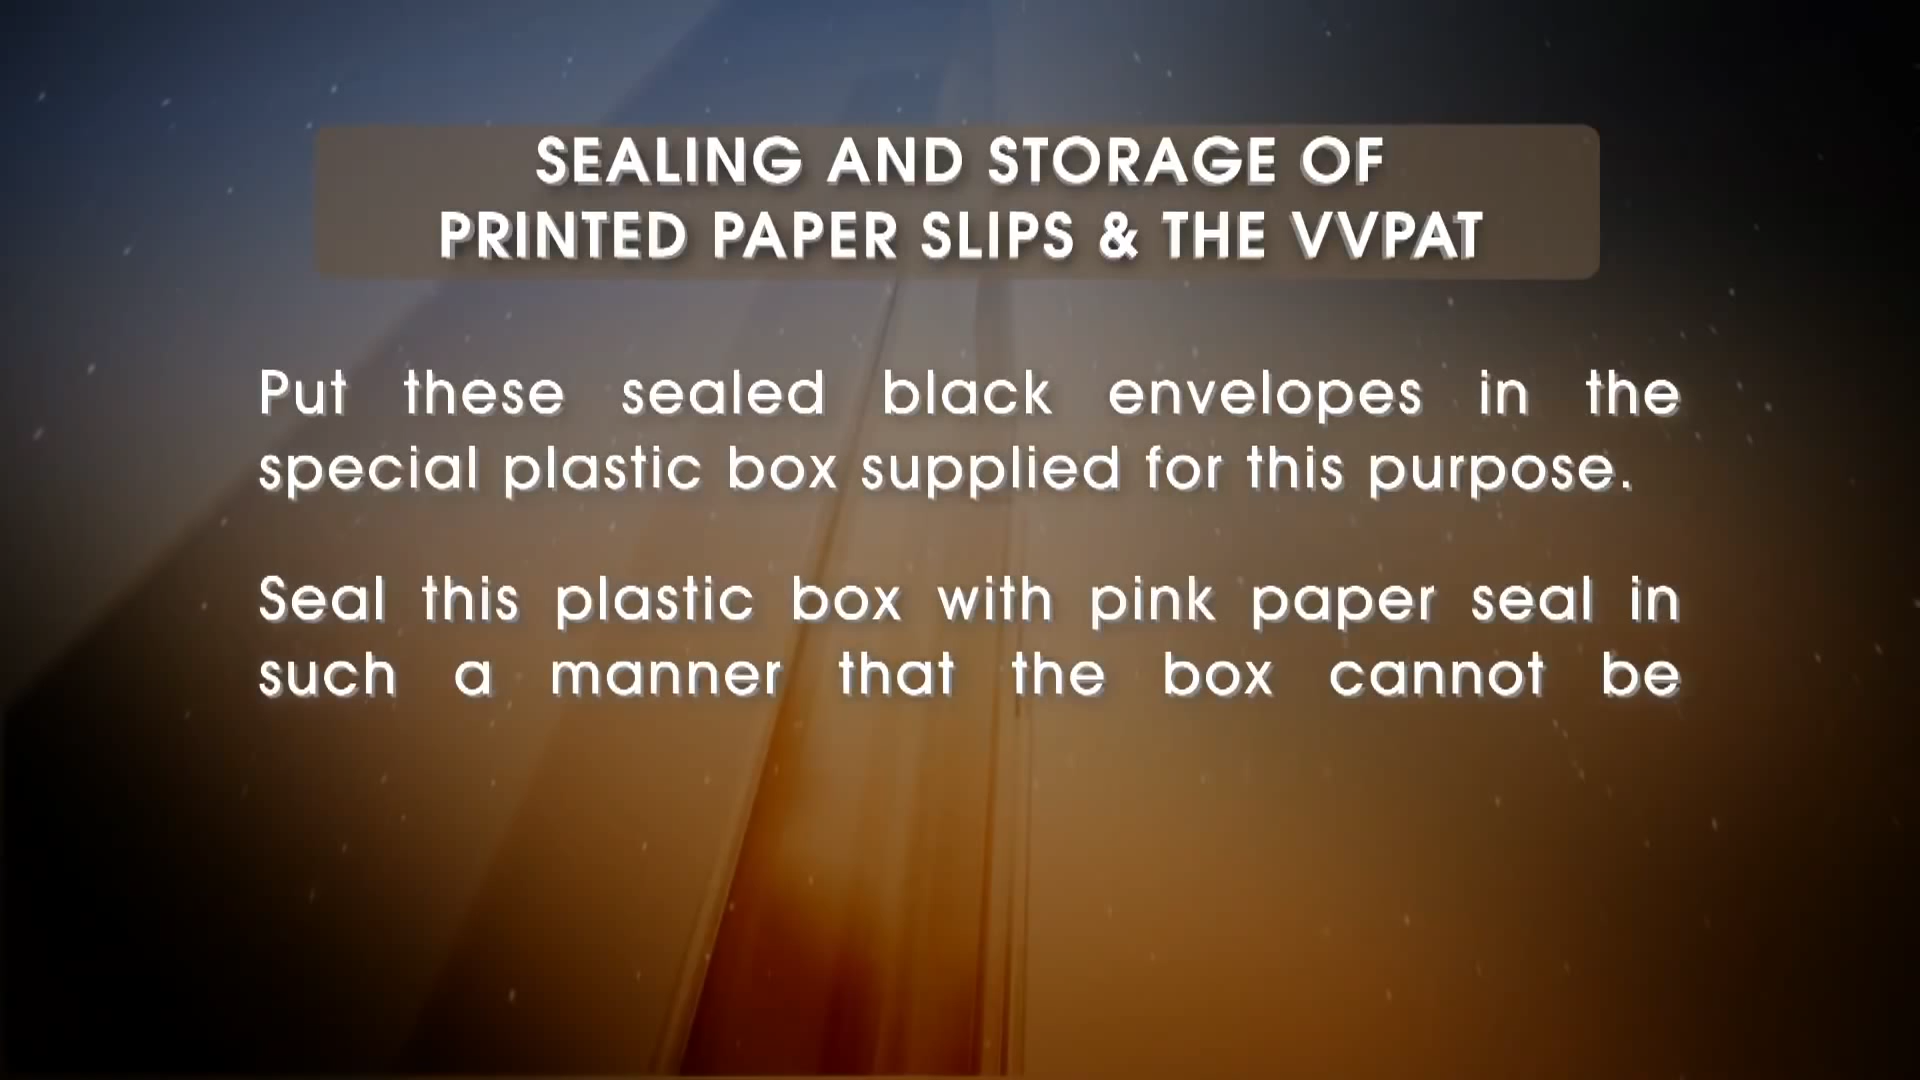 SEALING AND STORAGE OF
PRINTED PAPER SLIPS & THE VVPAT
Put these sealed black envelopes in the
special plastic box supplied for this purpose.
Seal this plastic box with pink paper seal in
such a manner that the box cannot be